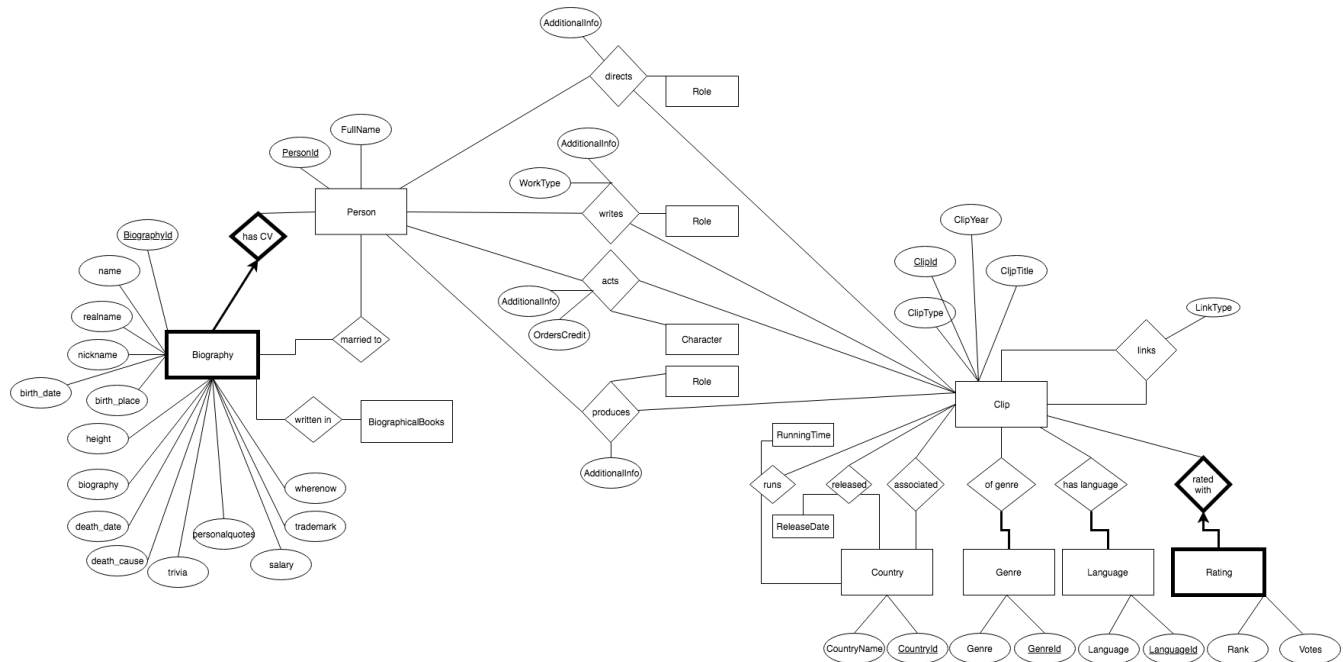 AdditionalInfo
directs
Role
FullName
PersonId
AdditionalInfo
WorkType
Person
writes
Role
ClipYear
BiographyId
has CV
ClipId
CljpTitle
name
acts
AdditionalInfo
LinkType
realname
ClipType
OrdersCredit
married to
Character
links
nickname
Biography
birth_date
birth_place
Role
Clip
written in
BiographicalBooks
produces
height
RunningTime
AdditionalInfo
biography
wherenow
runs
released
associated
of genre
has language
rated
with
death_date
personalquotes
trademark
ReleaseDate
death_cause
trivia
salary
Country
Genre
Language
Rating
CountryName
CountryId
Genre
GenreId
Language
LanguageId
Rank
Votes